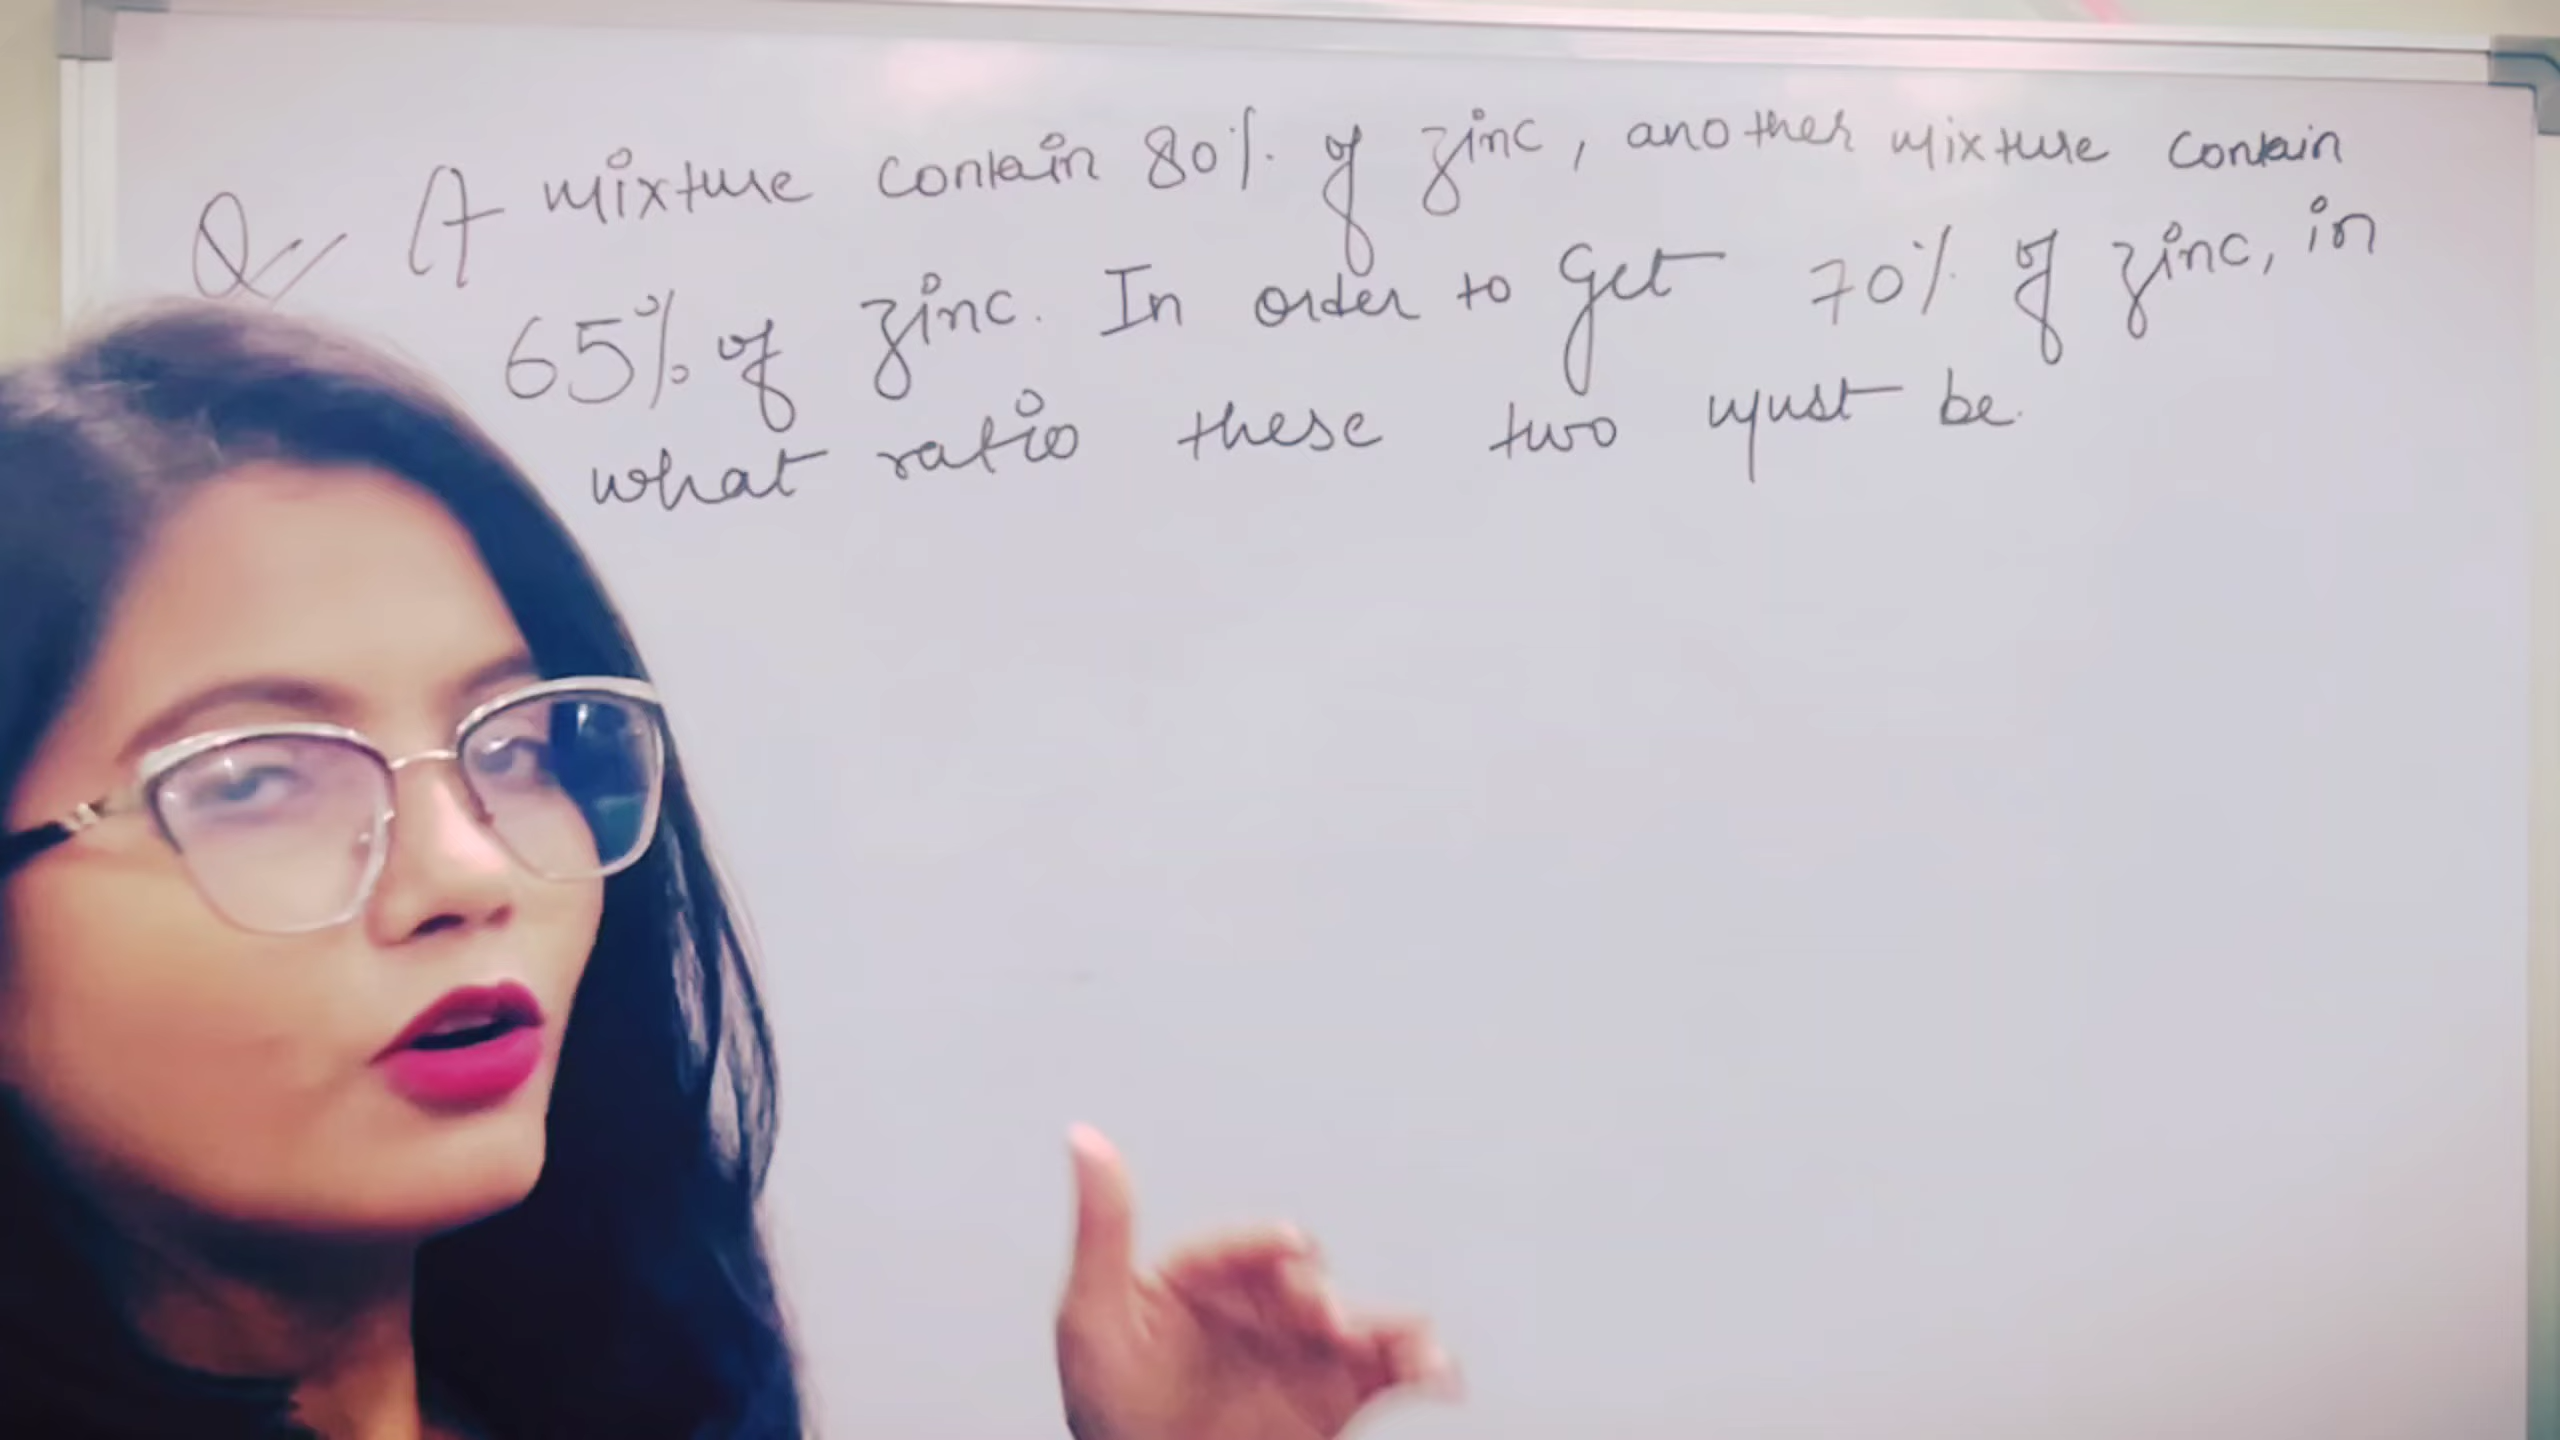 Q A mixture contain 80% of zinc, another mixture contain
65% of zinc. In order to get 70% of zinc, in
what ratio these two must be.